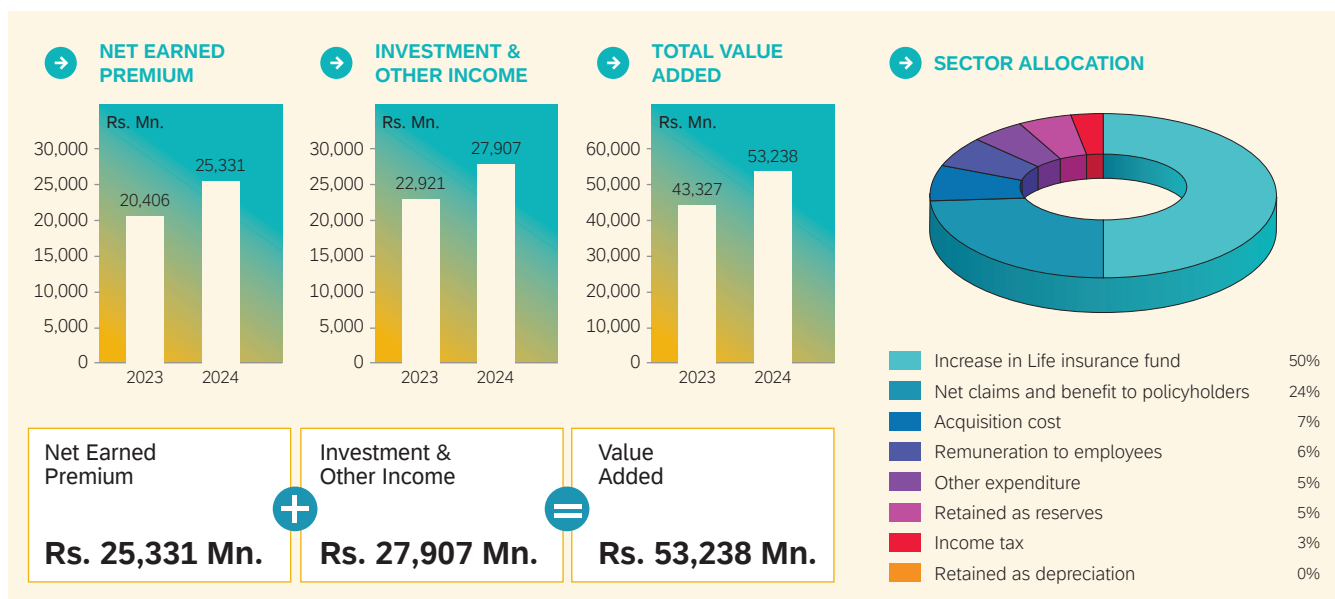 NET EARNED
PREMIUM
Rs. Mn.
30,000
25,000
20,000
15,000
10,000
5,000
0
20,406
25,331
2023
2024
INVESTMENT &
OTHER INCOME
Rs. Mn.
30,000
25,000
20,000
15,000
10,000
5,000
0
22,921
27,907
2023
2024
TOTAL VALUE
ADDED
Rs. Mn.
60,000
50,000
40,000
30,000
20,000
10,000
0
43,327
53,238
2023
2024
Net Earned
Premium
Rs. 25,331 Mn.
+
Investment &
Other Income
Rs. 27,907 Mn.
=
Value
Added
Rs. 53,238 Mn.
SECTOR ALLOCATION
Increase in Life insurance fund 50%
Net claims and benefit to policyholders 24%
Acquisition cost 7%
Remuneration to employees 6%
Other expenditure 5%
Retained as reserves 5%
Income tax 3%
Retained as depreciation 0%